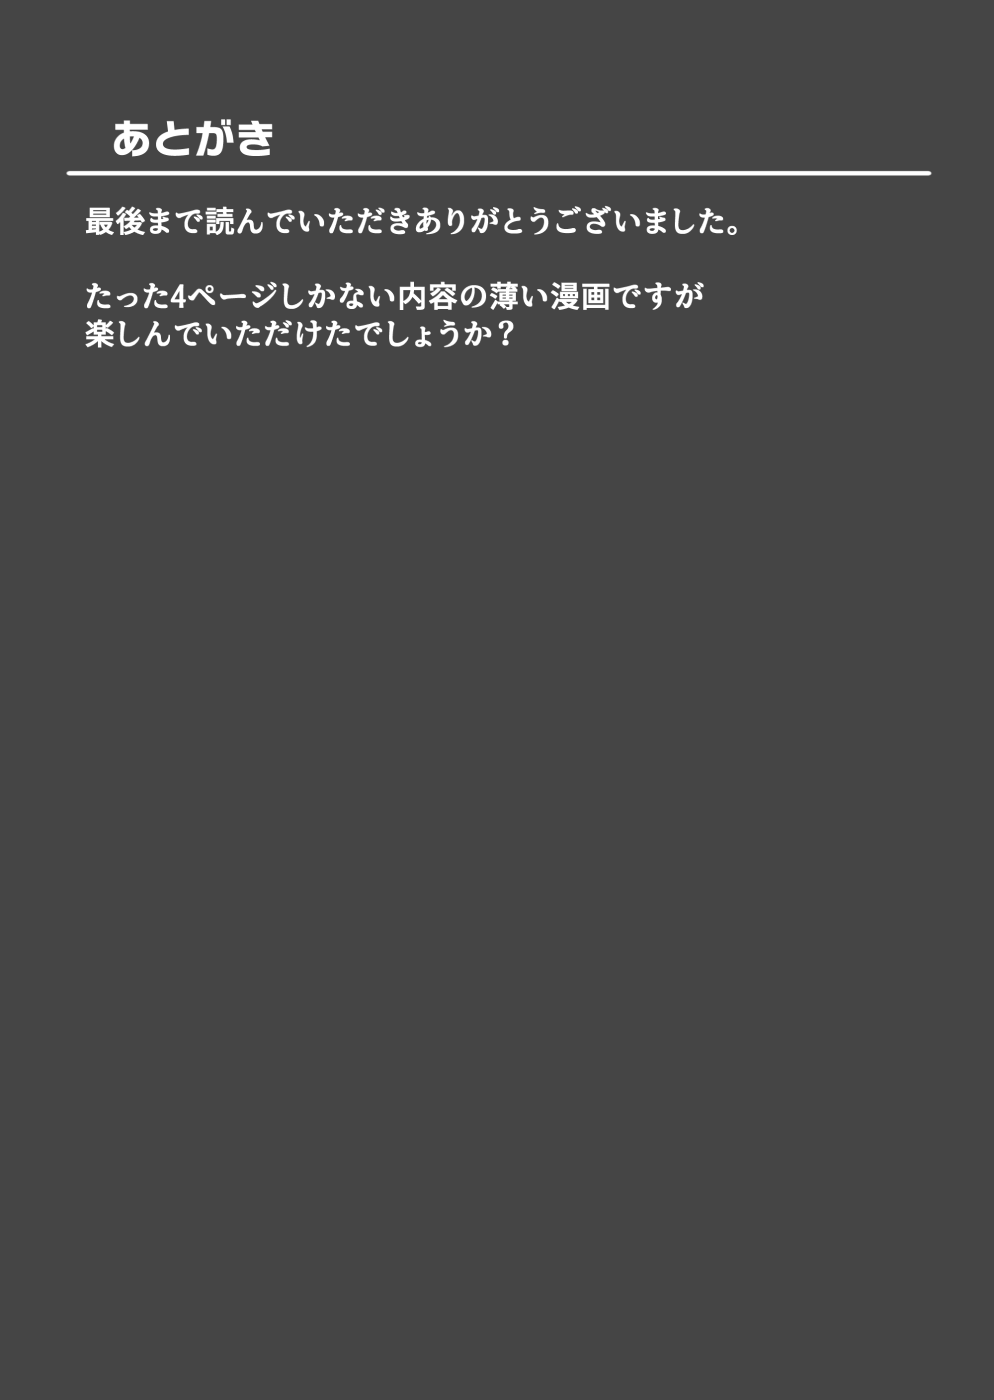 あとがき
最後まで読んでいただきありがとうございました。
たった4ページしかない内容の薄い漫画ですが
楽しんでいただけたでしょうか？